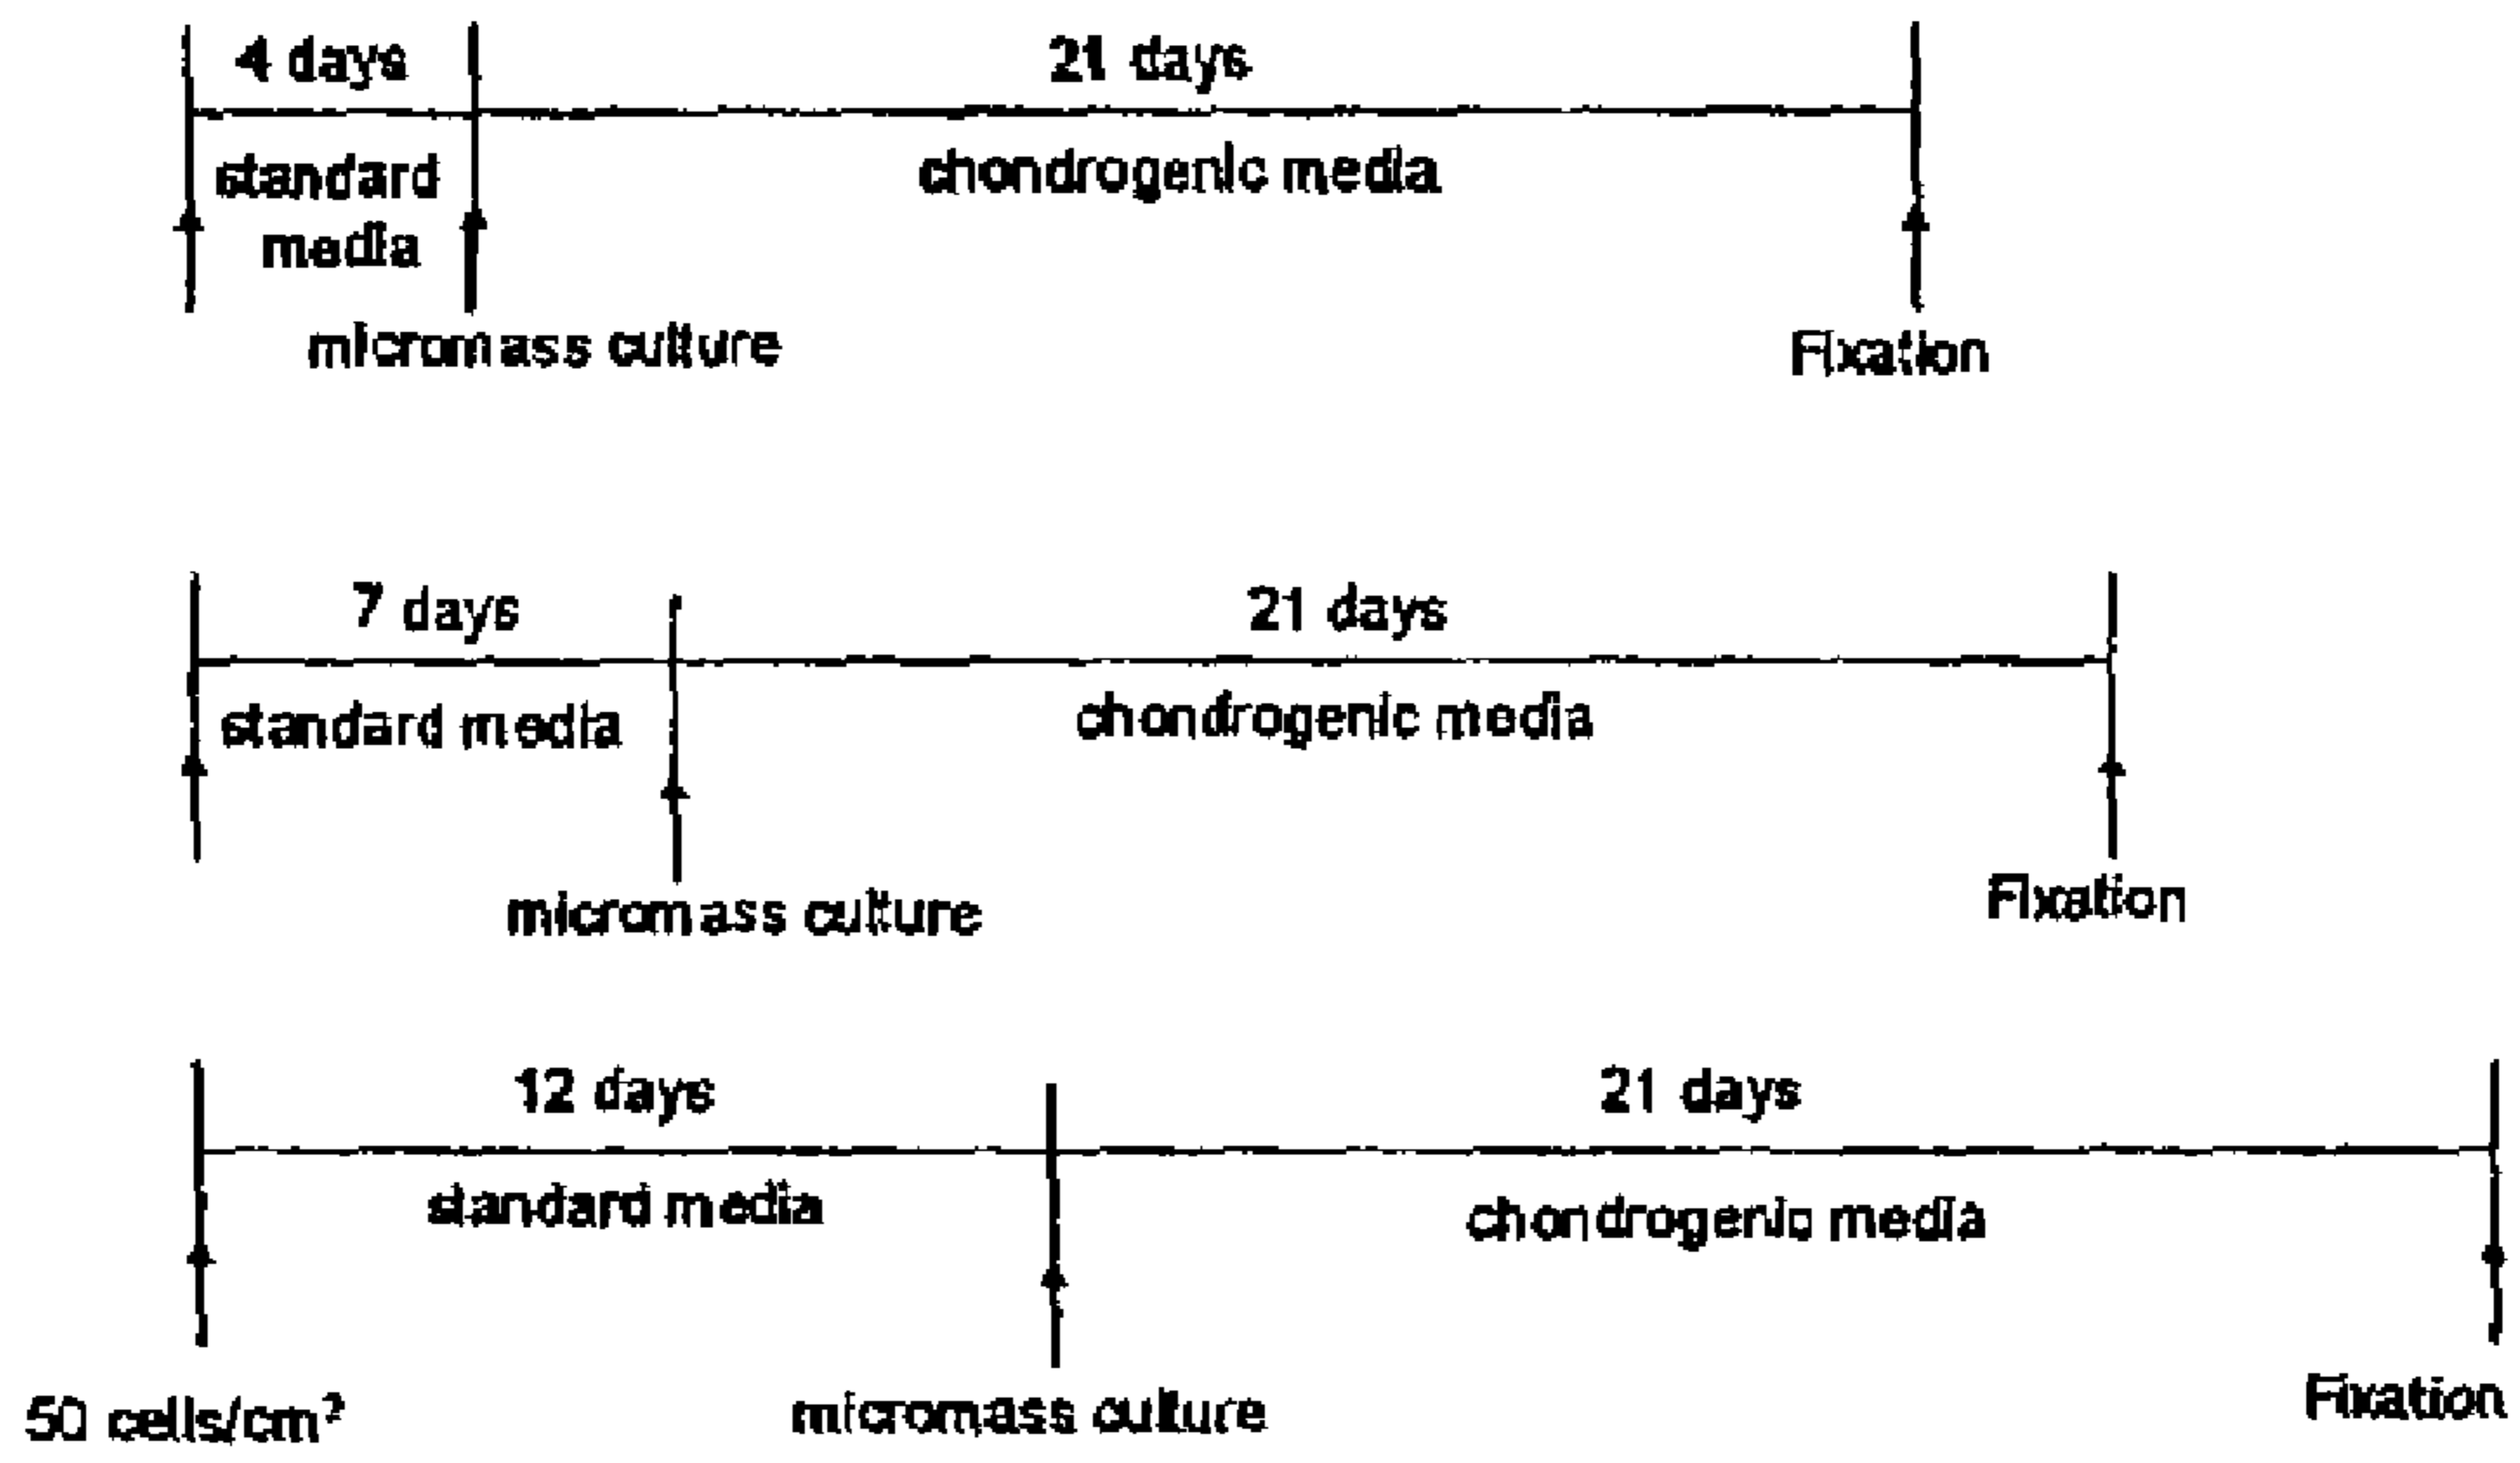 4 days
21 days
standard
media
chondrogenic media
micromass culture
Fixation
7 days
21 days
standard media
chondrogenic media
micromass culture
Fixation
12 days
21 days
standard media
chondrogenic media
50 cells/cm²
micromass culture
Fixation